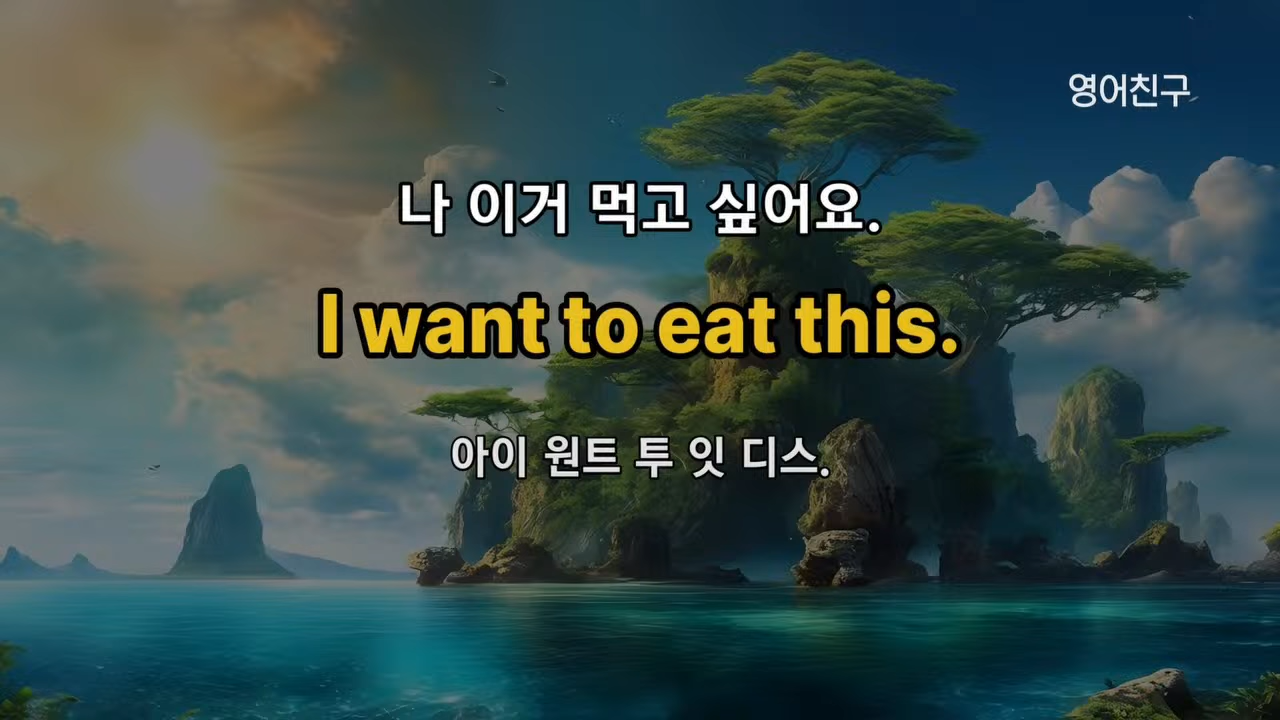 영어친구
나 이거 먹고 싶어요.
I want to eat this.
아이 원트 투 잇 디스.